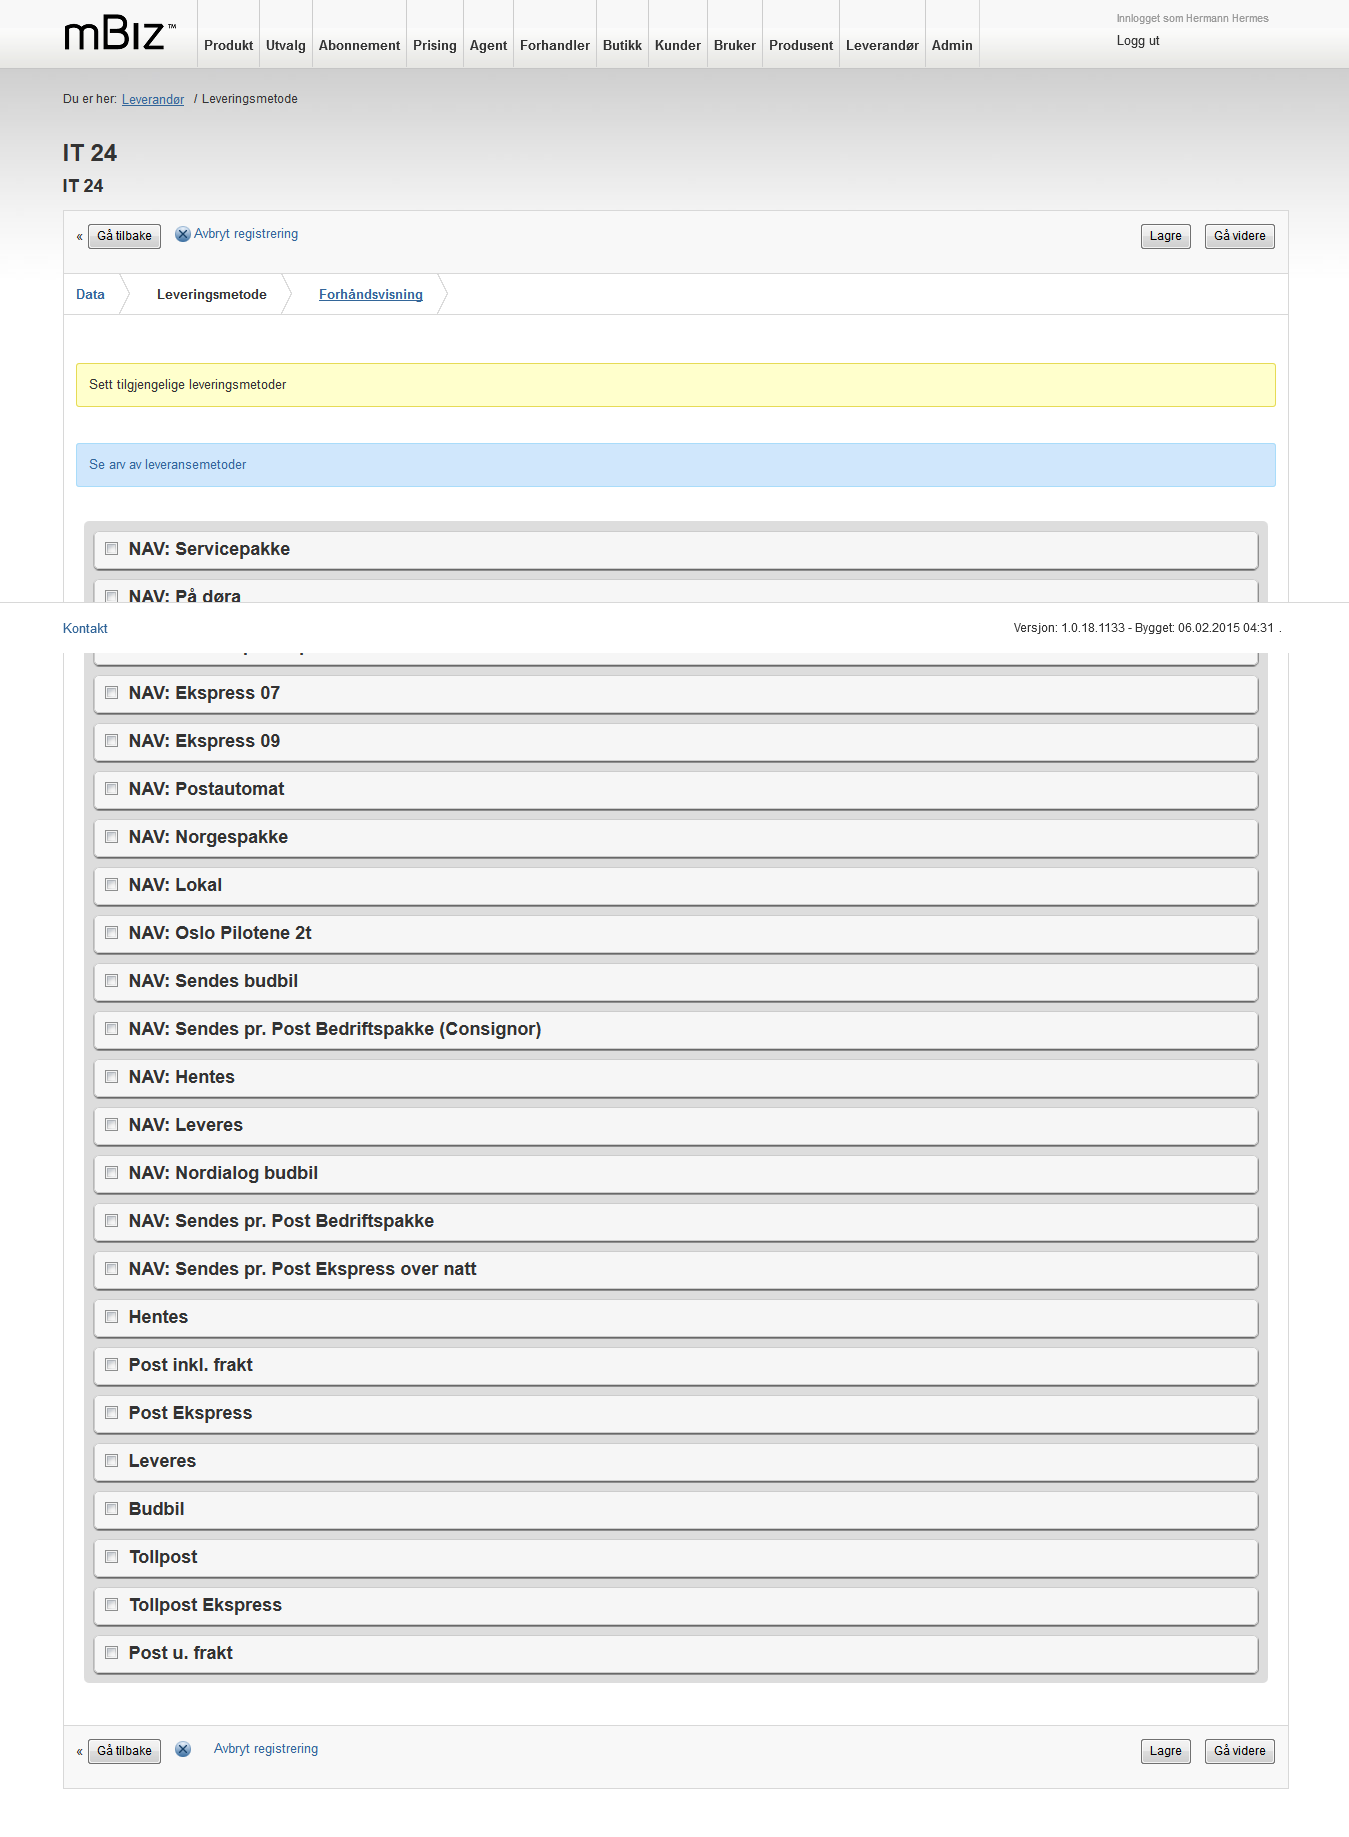 mBiz™
Produkt Utvalg Abonnement Prising Agent Forhandler Butikk Kunder Bruker Produsent Leverandør Admin
Innlogget som Hermann Hermes
Logg ut
Du er her: Leverandør / Leveringsmetode
IT 24
IT 24
« Gå tilbake Avbryt registrering Lagre Gå videre
Data Leveringsmetode Forhåndsvisning
Sett tilgjengelige leveringsmetoder
Se arv av leveransemetoder
NAV: Servicepakke
NAV: På døra
Kontakt Versjon: 1.0.18.1133 - Bygget: 06.02.2015 04:31 .
NAV: Ekspress 07
NAV: Ekspress 09
NAV: Postautomat
NAV: Norgespakke
NAV: Lokal
NAV: Oslo Pilotene 2t
NAV: Sendes budbil
NAV: Sendes pr. Post Bedriftspakke (Consignor)
NAV: Hentes
NAV: Leveres
NAV: Nordialog budbil
NAV: Sendes pr. Post Bedriftspakke
NAV: Sendes pr. Post Ekspress over natt
Hentes
Post inkl. frakt
Post Ekspress
Leveres
Budbil
Tollpost
Tollpost Ekspress
Post u. frakt
« Gå tilbake Avbryt registrering Lagre Gå videre